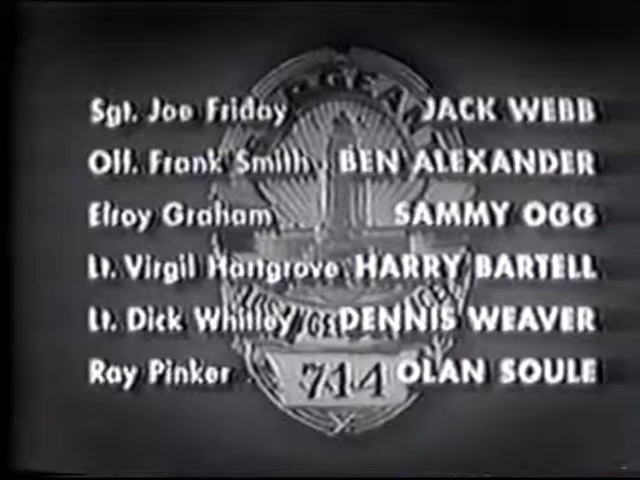 Sgt. Joe Friday JACK WEBB
Off. Frank Smith BEN ALEXANDER
Elroy Graham SAMMY OGG
Lt. Virgil Hartgrove HARRY BARTELL
Lt. Dick Whitley DENNIS WEAVER
Ray Pinker OLAN SOULE
SERGEANT
714